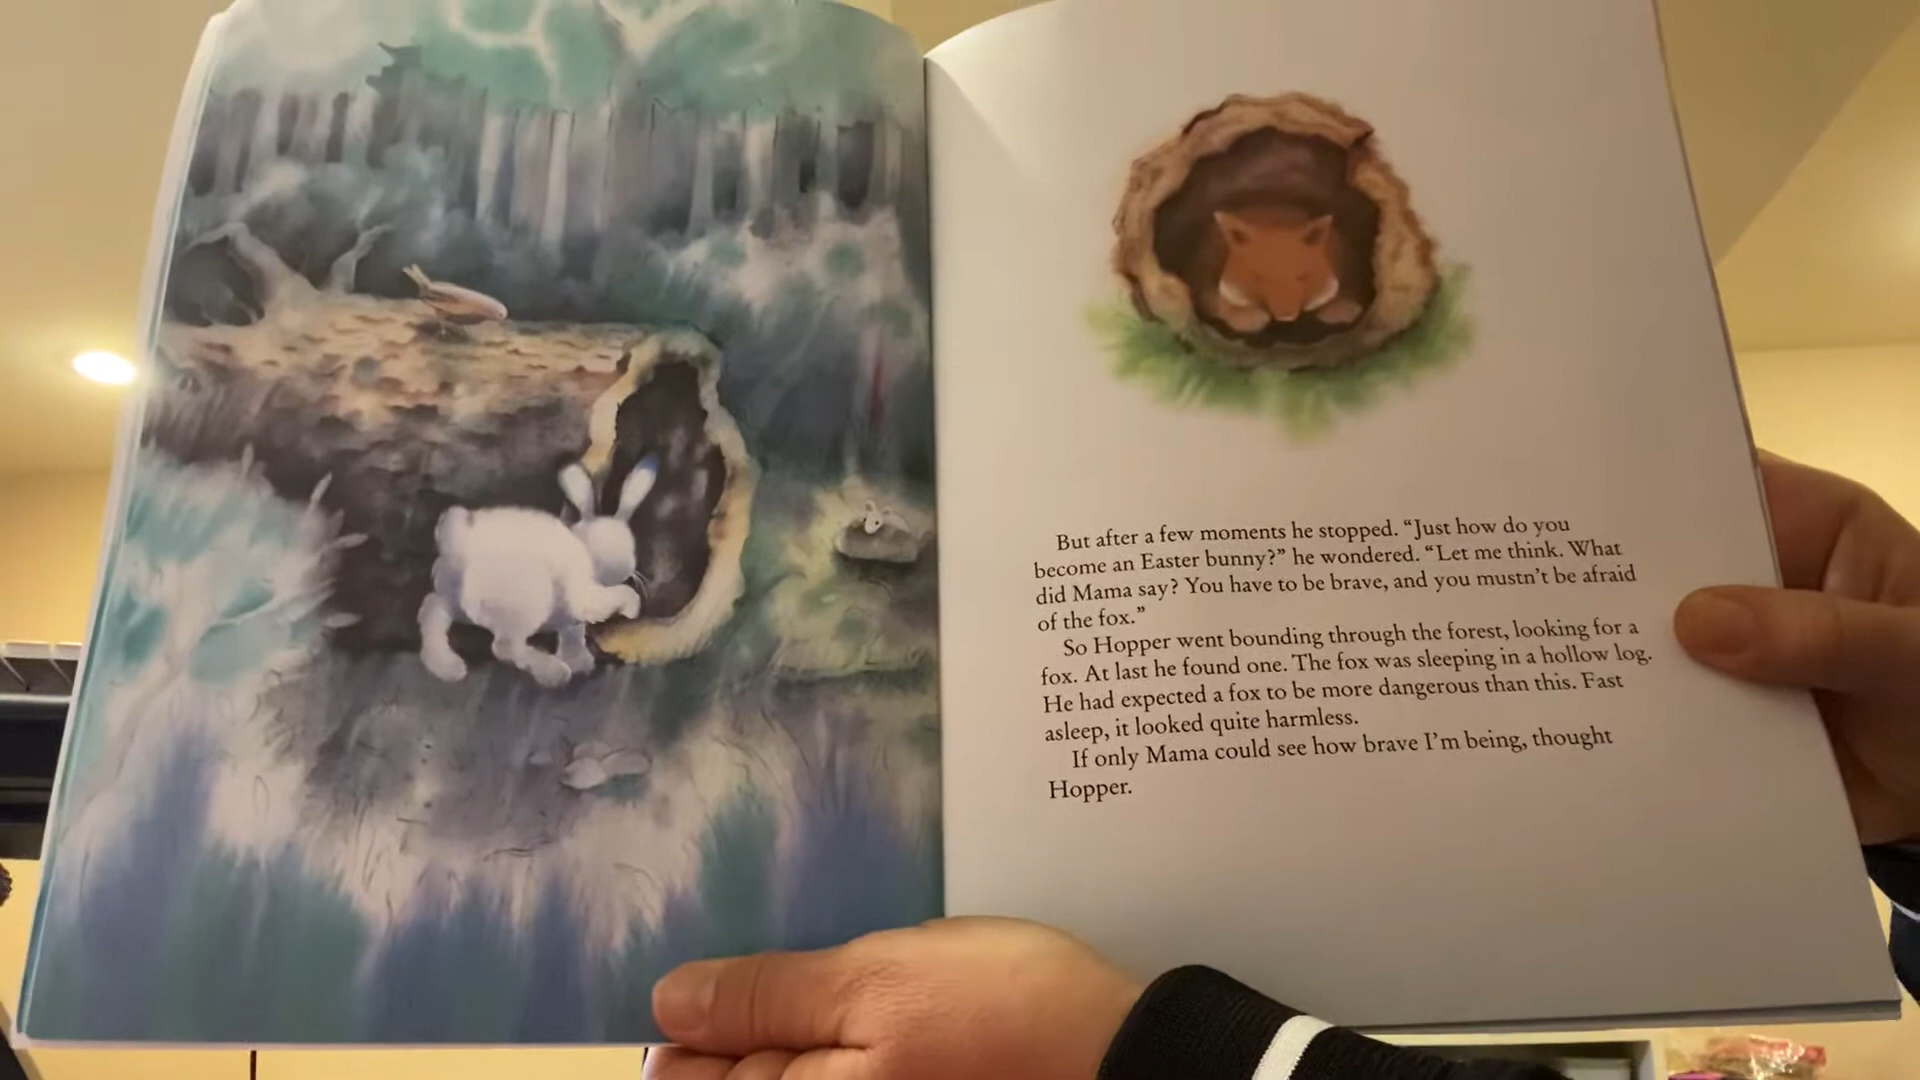 But after a few moments he stopped. “Just how do you
become an Easter bunny?” he wondered. “Let me think. What
did Mama say? You have to be brave, and you mustn’t be afraid
of the fox.”
So Hopper went bounding through the forest, looking for a
fox. At last he found one. The fox was sleeping in a hollow log.
He had expected a fox to be more dangerous than this. Fast
asleep, it looked quite harmless.
If only Mama could see how brave I’m being, thought
Hopper.